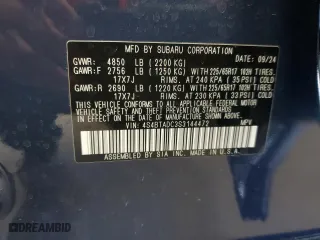 MFD BY SUBARU CORPORATION 09/24
GVWR: 4850 LB (2200 KG)
GAWR:F 2756 LB (1250 KG)WITH 225/65R17 102H TIRES,
17X7J RIMS, AT 240 KPA (35 PSI) COLD
GAWR:R 2690 LB (1220 KG)WITH 225/65R17 102H TIRES,
17X7J RIMS, AT 230 KPA (33 PSI) COLD
THIS VEHICLE CONFORMS TO ALL APPLICABLE FEDERAL MOTOR
VEHICLE SAFETY, BUMPER, AND THEFT PREVENTION STANDARDS
IN EFFECT ON THE DATE OF MANUFACTURE SHOWN ABOVE.
VIN: 4S4BTADC3S3144472 MPV
ASSEMBLED BY SIA INC. IN U.S.A.